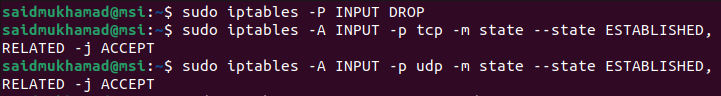 saidmukhamad@msi:~$ sudo iptables -P INPUT DROP
saidmukhamad@msi:~$ sudo iptables -A INPUT -p tcp -m state --state ESTABLISHED,
RELATED -j ACCEPT
saidmukhamad@msi:~$ sudo iptables -A INPUT -p udp -m state --state ESTABLISHED,
RELATED -j ACCEPT